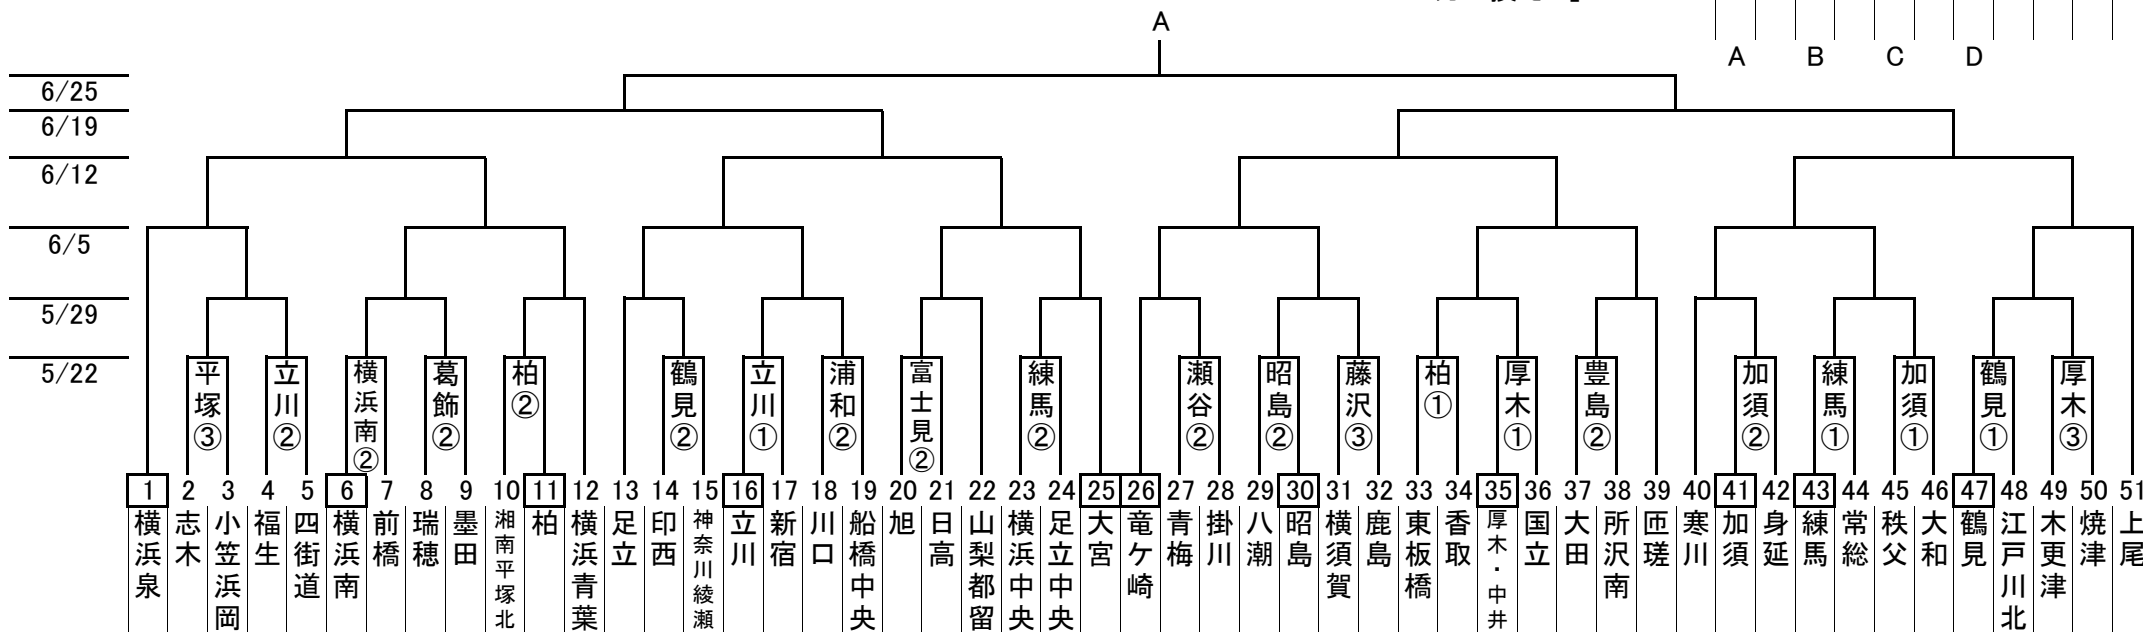 A
A B C D
6/25
6/19
6/12
6/5
5/29
5/22
平塚③
立川②
横浜南②
葛飾②
柏②
鶴見②
立川①
浦和②
富士見②
練馬②
瀬谷②
昭島②
藤沢③
柏①
厚木①
豊島②
加須②
練馬①
加須①
鶴見①
厚木③
1 横浜泉
2 志木
3 小笠浜岡
4 福生
5 四街道
6 横浜南
7 前橋
8 瑞穂
9 墨田
10 湘南平塚北
11 柏
12 横浜青葉
13 足立
14 印西
15 神奈川綾瀬
16 立川
17 新宿
18 川口
19 船橋中央
20 旭
21 日高
22 山梨都留
23 横浜中央
24 足立中央
25 大宮
26 竜ケ崎
27 青梅
28 掛川
29 八潮
30 昭島
31 横須賀
32 鹿島
33 東板橋
34 香取
35 厚木・中井
36 国立
37 大田
38 所沢南
39 匝瑳
40 寒川
41 加須
42 身延
43 練馬
44 常総
45 秩父
46 大和
47 鶴見
48 江戸川北
49 木更津
50 焼津
51 上尾